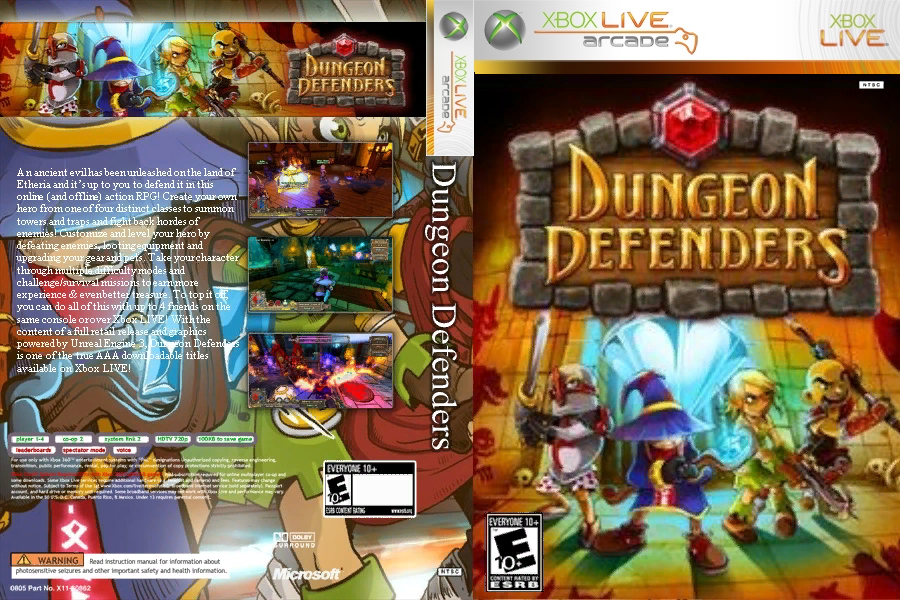 DUNGEON
DEFENDERS
An ancient evil has been unleashed on the land of
Etheria and it's up to you to defend it in this
online (and offline) action RPG! Create your own
hero from one of four distinct classes to summon
towers and traps and fight back hordes of
enemies! Customize and level your hero by
defeating enemies, looting equipment and
upgrading your gear and pets. Take your character
through multiple difficulty modes and
challenge/survival missions to earn more
experience & even better treasure. To top it off,
you can do all of this with up to 4 friends on the
same console or over Xbox LIVE! With the
content of a full retail release and graphics
powered by Unreal Engine 3, Dungeon Defenders
is one of the true AAA downloadable titles
available on Xbox LIVE!
player 1-4
co-op 2
system link 2
HDTV 720p
100KB to save game
leaderboards
spectator mode
voice
EVERYONE 10+
E
10+
ESRB CONTENT RATING www.esrb.org
DOLBY
SURROUND
Microsoft
NTSC
WARNING Read instruction manual for information about
photosensitive seizures and other important safety and health information.
XBOX LIVE
arcade
Dungeon Defenders
XBOX LIVE
arcade
XBOX
LIVE
NTSC
DUNGEON
DEFENDERS
EVERYONE 10+
E
10+
CONTENT RATED BY
ESRB